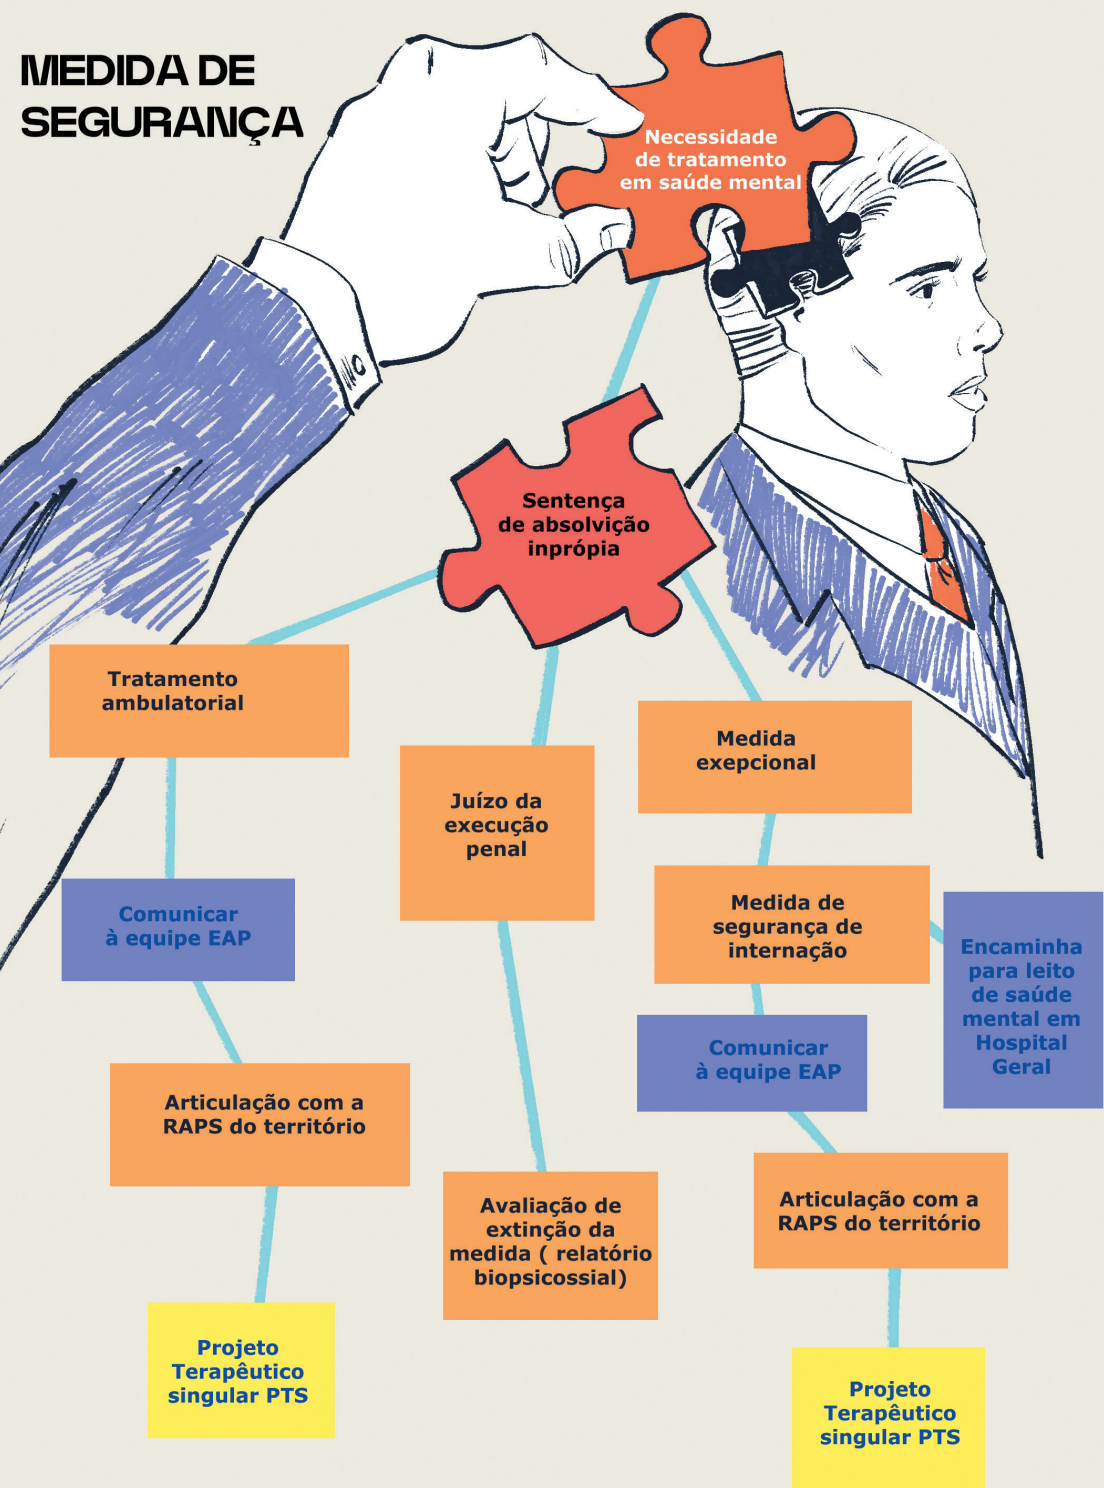 MEDIDA DE
SEGURANÇA
Necessidade
de tratamento
em saúde mental
Sentença
de absolvição
inprópia
Tratamento
ambulatorial
Comunicar
à equipe EAP
Articulação com a
RAPS do território
Projeto
Terapêutico
singular PTS
Juízo da
execução
penal
Avaliação de
extinção da
medida ( relatório
biopsicossial)
Medida
exepcional
Medida de
segurança de
internação
Encaminha
para leito
de saúde
mental em
Hospital
Geral
Comunicar
à equipe EAP
Articulação com a
RAPS do território
Projeto
Terapêutico
singular PTS